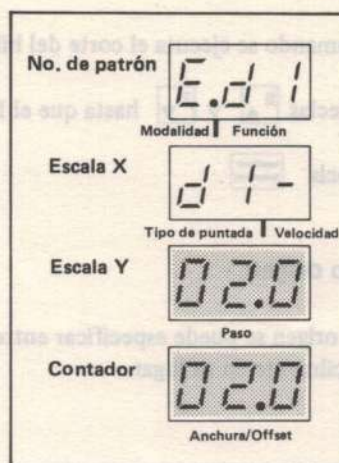 No. de patrón E.d1
Modalidad Función
Escala X d1-
Tipo de puntada Velocidad
Escala Y 02.0
Paso
Contador 02.0
Anchura/Offset